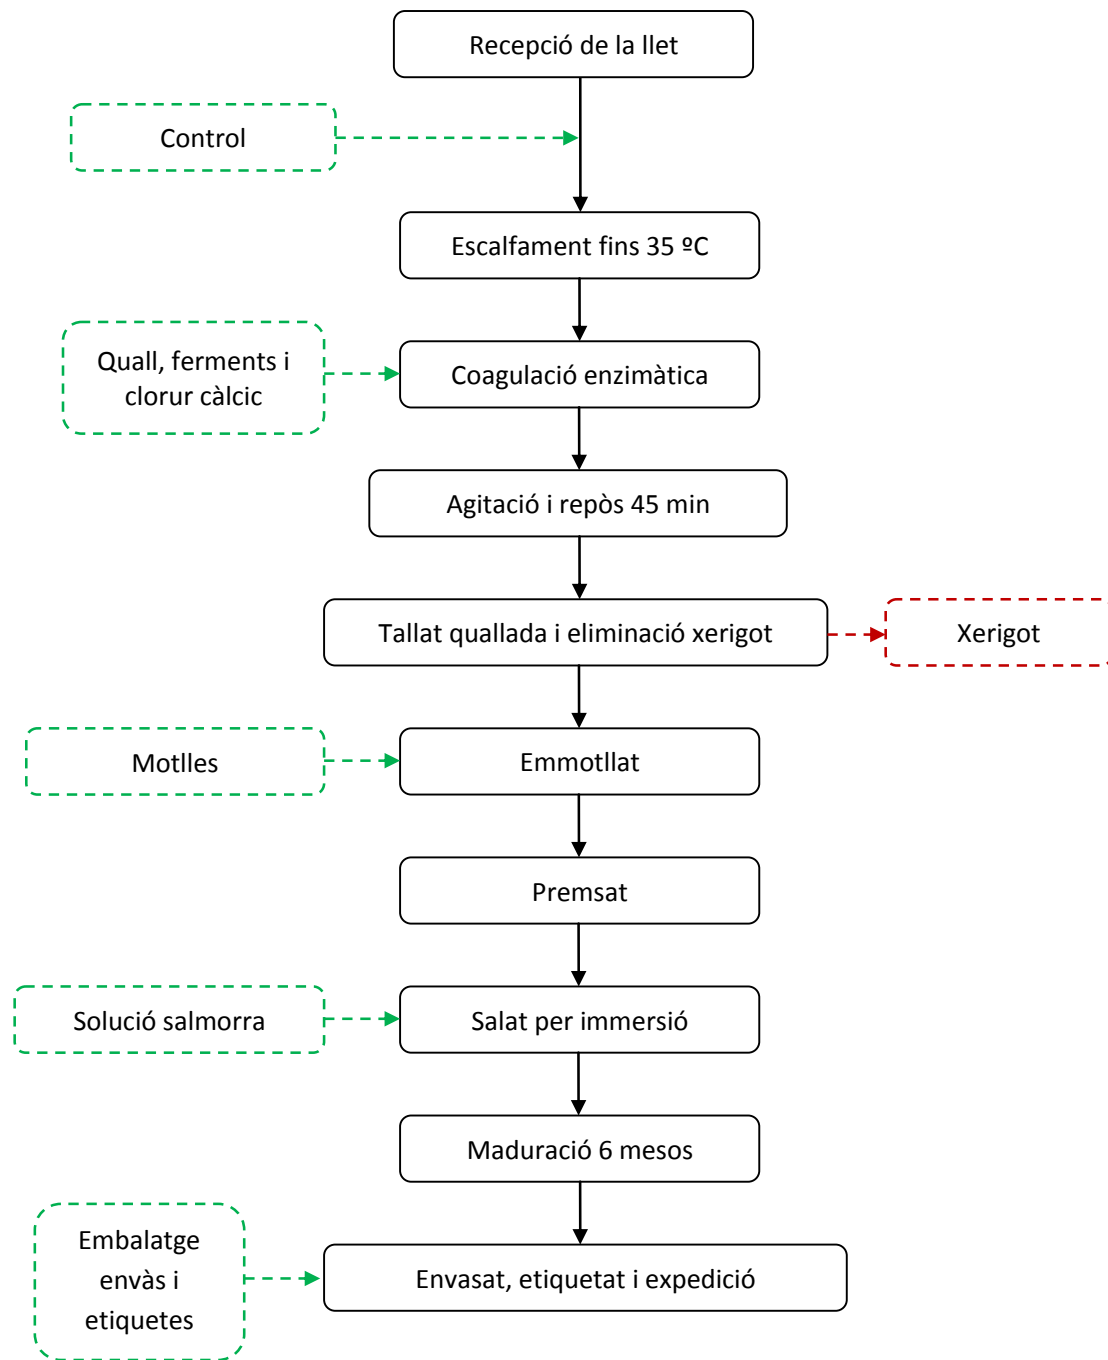 Recepció de la llet
Control
Escalfament fins 35 ºC
Quall, ferments i
clorur càlcic
Coagulació enzimàtica
Agitació i repòs 45 min
Tallat quallada i eliminació xerigot
Xerigot
Motlles
Emmotllat
Premsat
Solució salmorra
Salat per immersió
Maduració 6 mesos
Embalatge
envàs i
etiquetes
Envasat, etiquetat i expedició